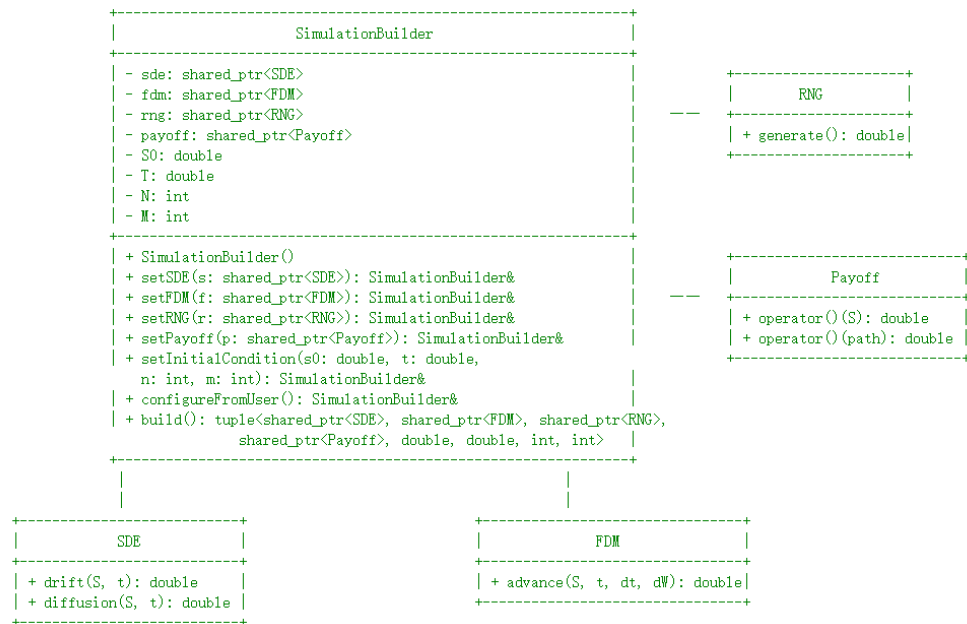 SimulationBuilder
- sde: shared_ptr<SDE>
- fdm: shared_ptr<FDM>
- rng: shared_ptr<RNG>
- payoff: shared_ptr<Payoff>
- S0: double
- T: double
- N: int
- M: int
+ SimulationBuilder()
+ setSDE(s: shared_ptr<SDE>): SimulationBuilder&
+ setFDM(f: shared_ptr<FDM>): SimulationBuilder&
+ setRNG(r: shared_ptr<RNG>): SimulationBuilder&
+ setPayoff(p: shared_ptr<Payoff>): SimulationBuilder&
+ setInitialCondition(s0: double, t: double,
n: int, m: int): SimulationBuilder&
+ configureFromUser(): SimulationBuilder&
+ build(): tuple<shared_ptr<SDE>, shared_ptr<FDM>, shared_ptr<RNG>,
shared_ptr<Payoff>, double, double, int, int>
RNG
+ generate(): double
Payoff
+ operator()(S): double
+ operator()(path): double
SDE
+ drift(S, t): double
+ diffusion(S, t): double
FDM
+ advance(S, t, dt, dW): double